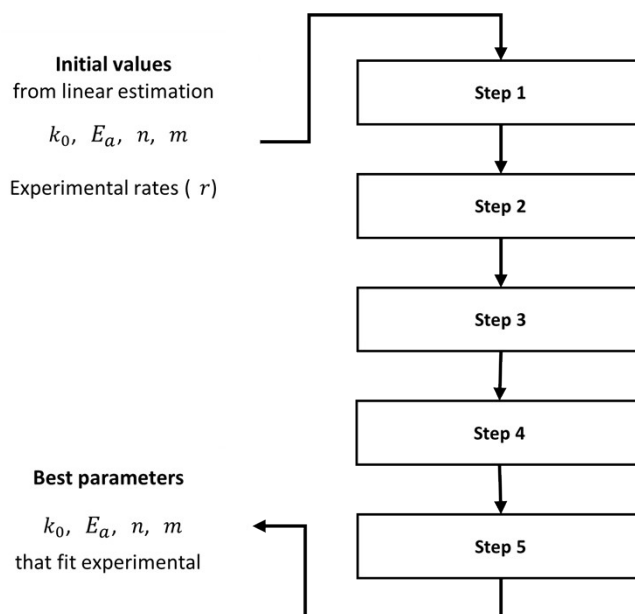 Initial values
from linear estimation
k₀, Eₐ, n, m
Experimental rates ( r)
Step 1
Step 2
Step 3
Step 4
Step 5
Best parameters
k₀, Eₐ, n, m
that fit experimental